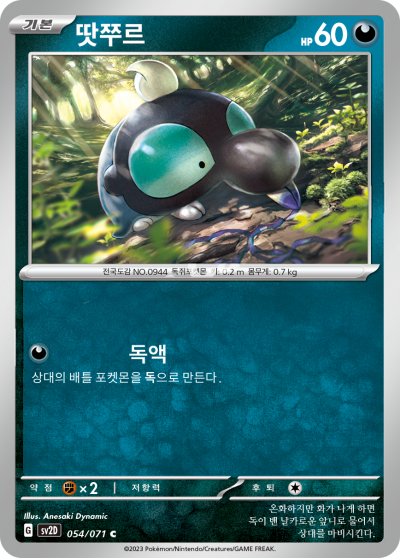 기본 땃쭈르 HP 60
전국도감 NO.0944 독쥐포켓몬 키: 0.2 m 몸무게: 0.7 kg
독액
상대의 배틀 포켓몬을 독으로 만든다.
약점 ×2 저항력 후퇴
Illus. Anesaki Dynamic
G SV2D 054/071 C
온화하지만 화가 나게 하면
독이 밴 날카로운 앞니로 물어서
상대를 마비시킨다.
©2023 Pokémon/Nintendo/Creatures/GAME FREAK.